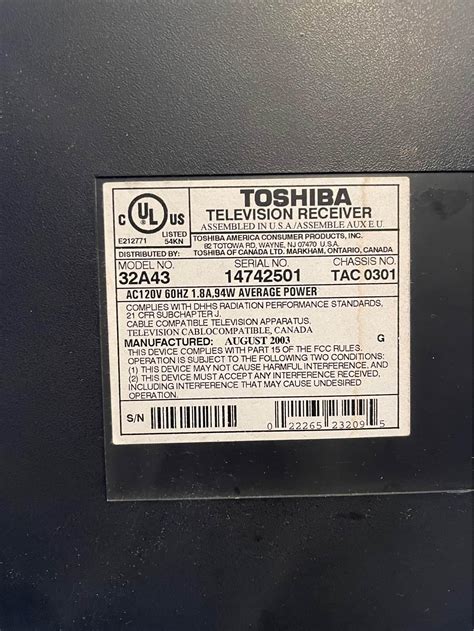 C UL US
LISTED
E212771 54KN
TOSHIBA
TELEVISION RECEIVER
ASSEMBLED IN U.S.A/ASSEMBLE AUX E.U.
DISTRIBUTED BY: TOSHIBA AMERICA CONSUMER PRODUCTS, INC.
82 TOTOWA RD, WAYNE, NJ 07470 U.S.A.
TOSHIBA OF CANADA LTD. MARKHAM, ONTARIO, CANADA
MODEL NO. SERIAL NO. CHASSIS NO.
32A43 14742501 TAC 0301
AC120V 60HZ 1.8A,94W AVERAGE POWER
COMPLIES WITH DHHS RADIATION PERFORMANCE STANDARDS,
21 CFR SUBCHAPTER J.
CABLE COMPATIBLE TELEVISION APPARATUS.
TELEVISION CABLOCOMPATIBLE, CANADA
MANUFACTURED: AUGUST 2003 G
THIS DEVICE COMPLIES WITH PART 15 OF THE FCC RULES.
OPERATION IS SUBJECT TO THE FOLLOWING TWO CONDITIONS:
(1) THIS DEVICE MAY NOT CAUSE HARMFUL INTERFERENCE, AND
(2) THIS DEVICE MUST ACCEPT ANY INTERFERENCE RECEIVED,
INCLUDING INTERFERENCE THAT MAY CAUSE UNDESIRED
OPERATION.
S/N
0 22265 23209 5